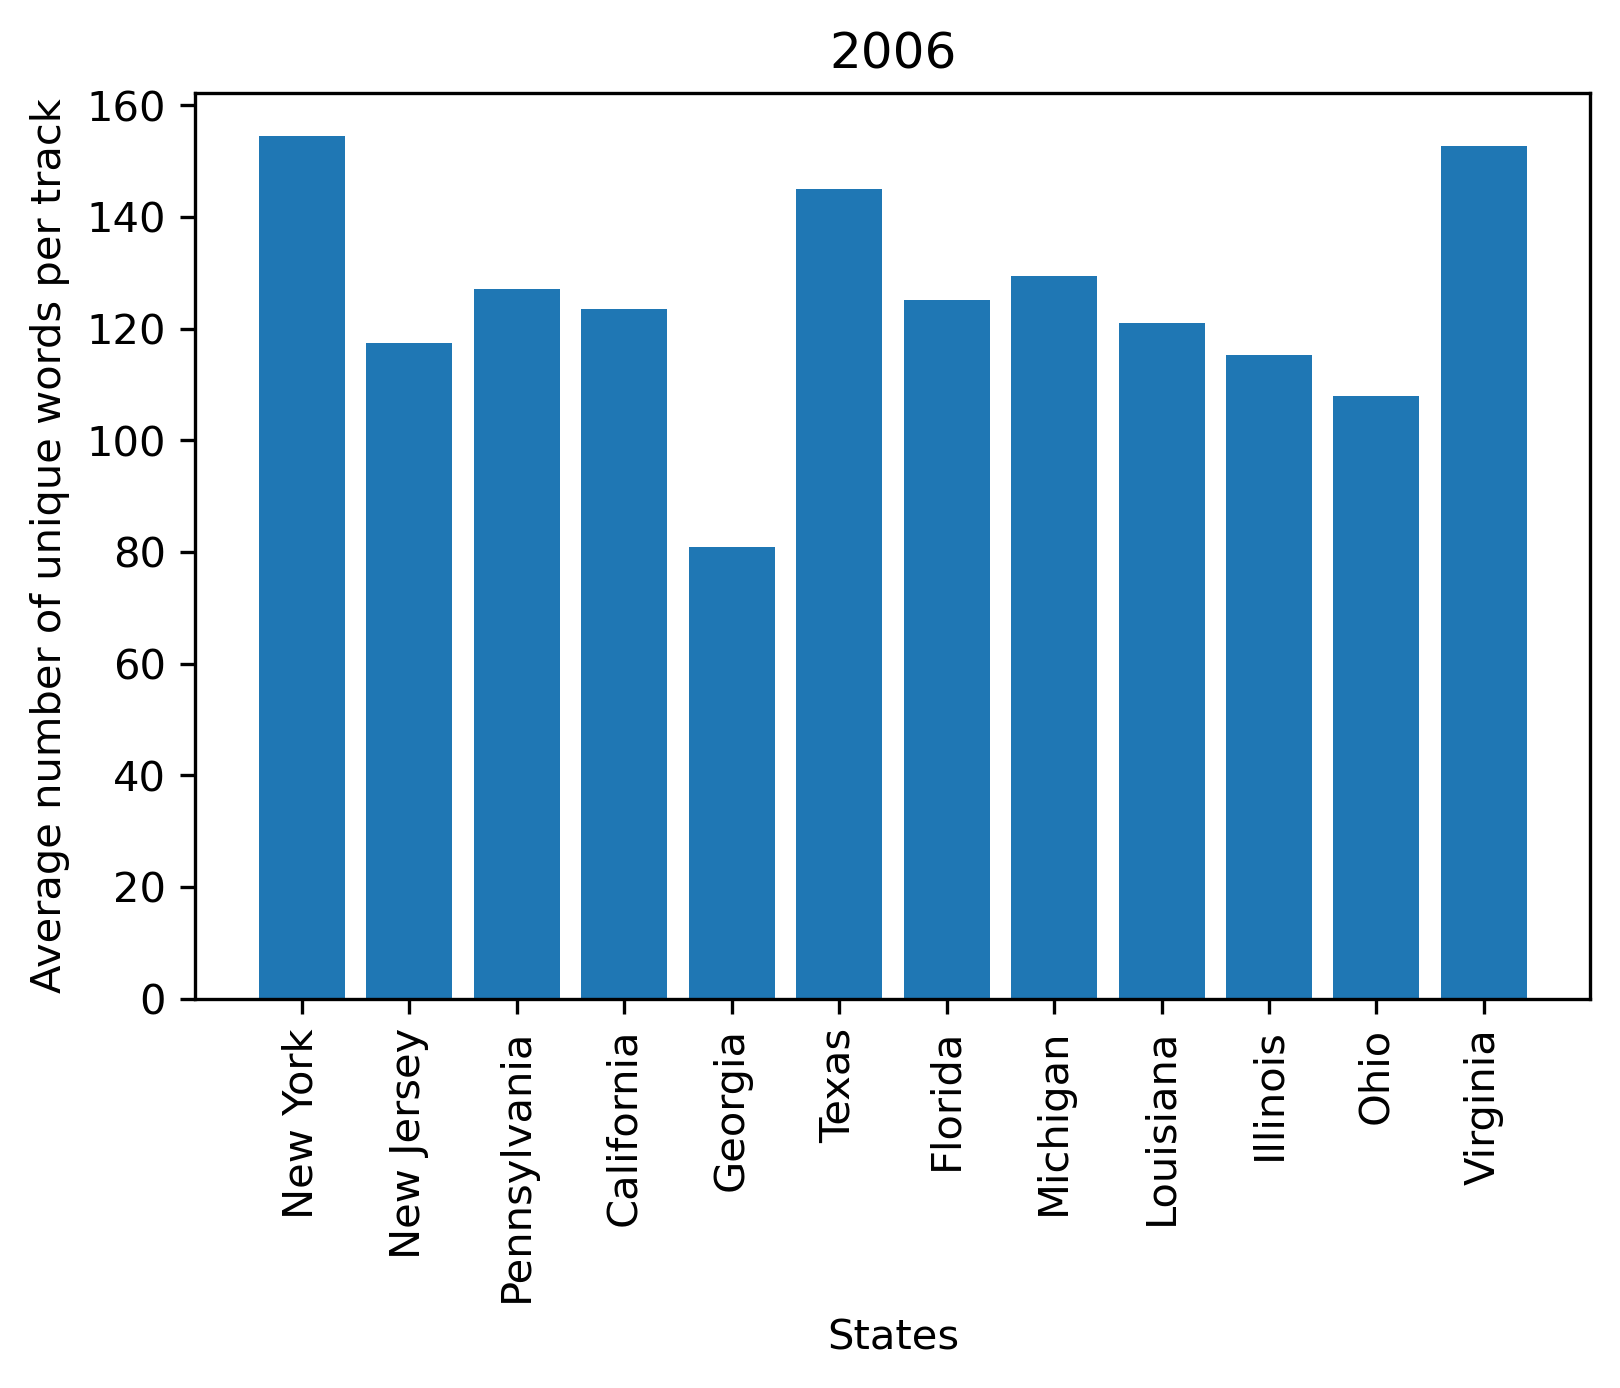 2006
Average number of unique words per track
160
140
120
100
80
60
40
20
0
New York
New Jersey
Pennsylvania
California
Georgia
Texas
Florida
Michigan
Louisiana
Illinois
Ohio
Virginia
States